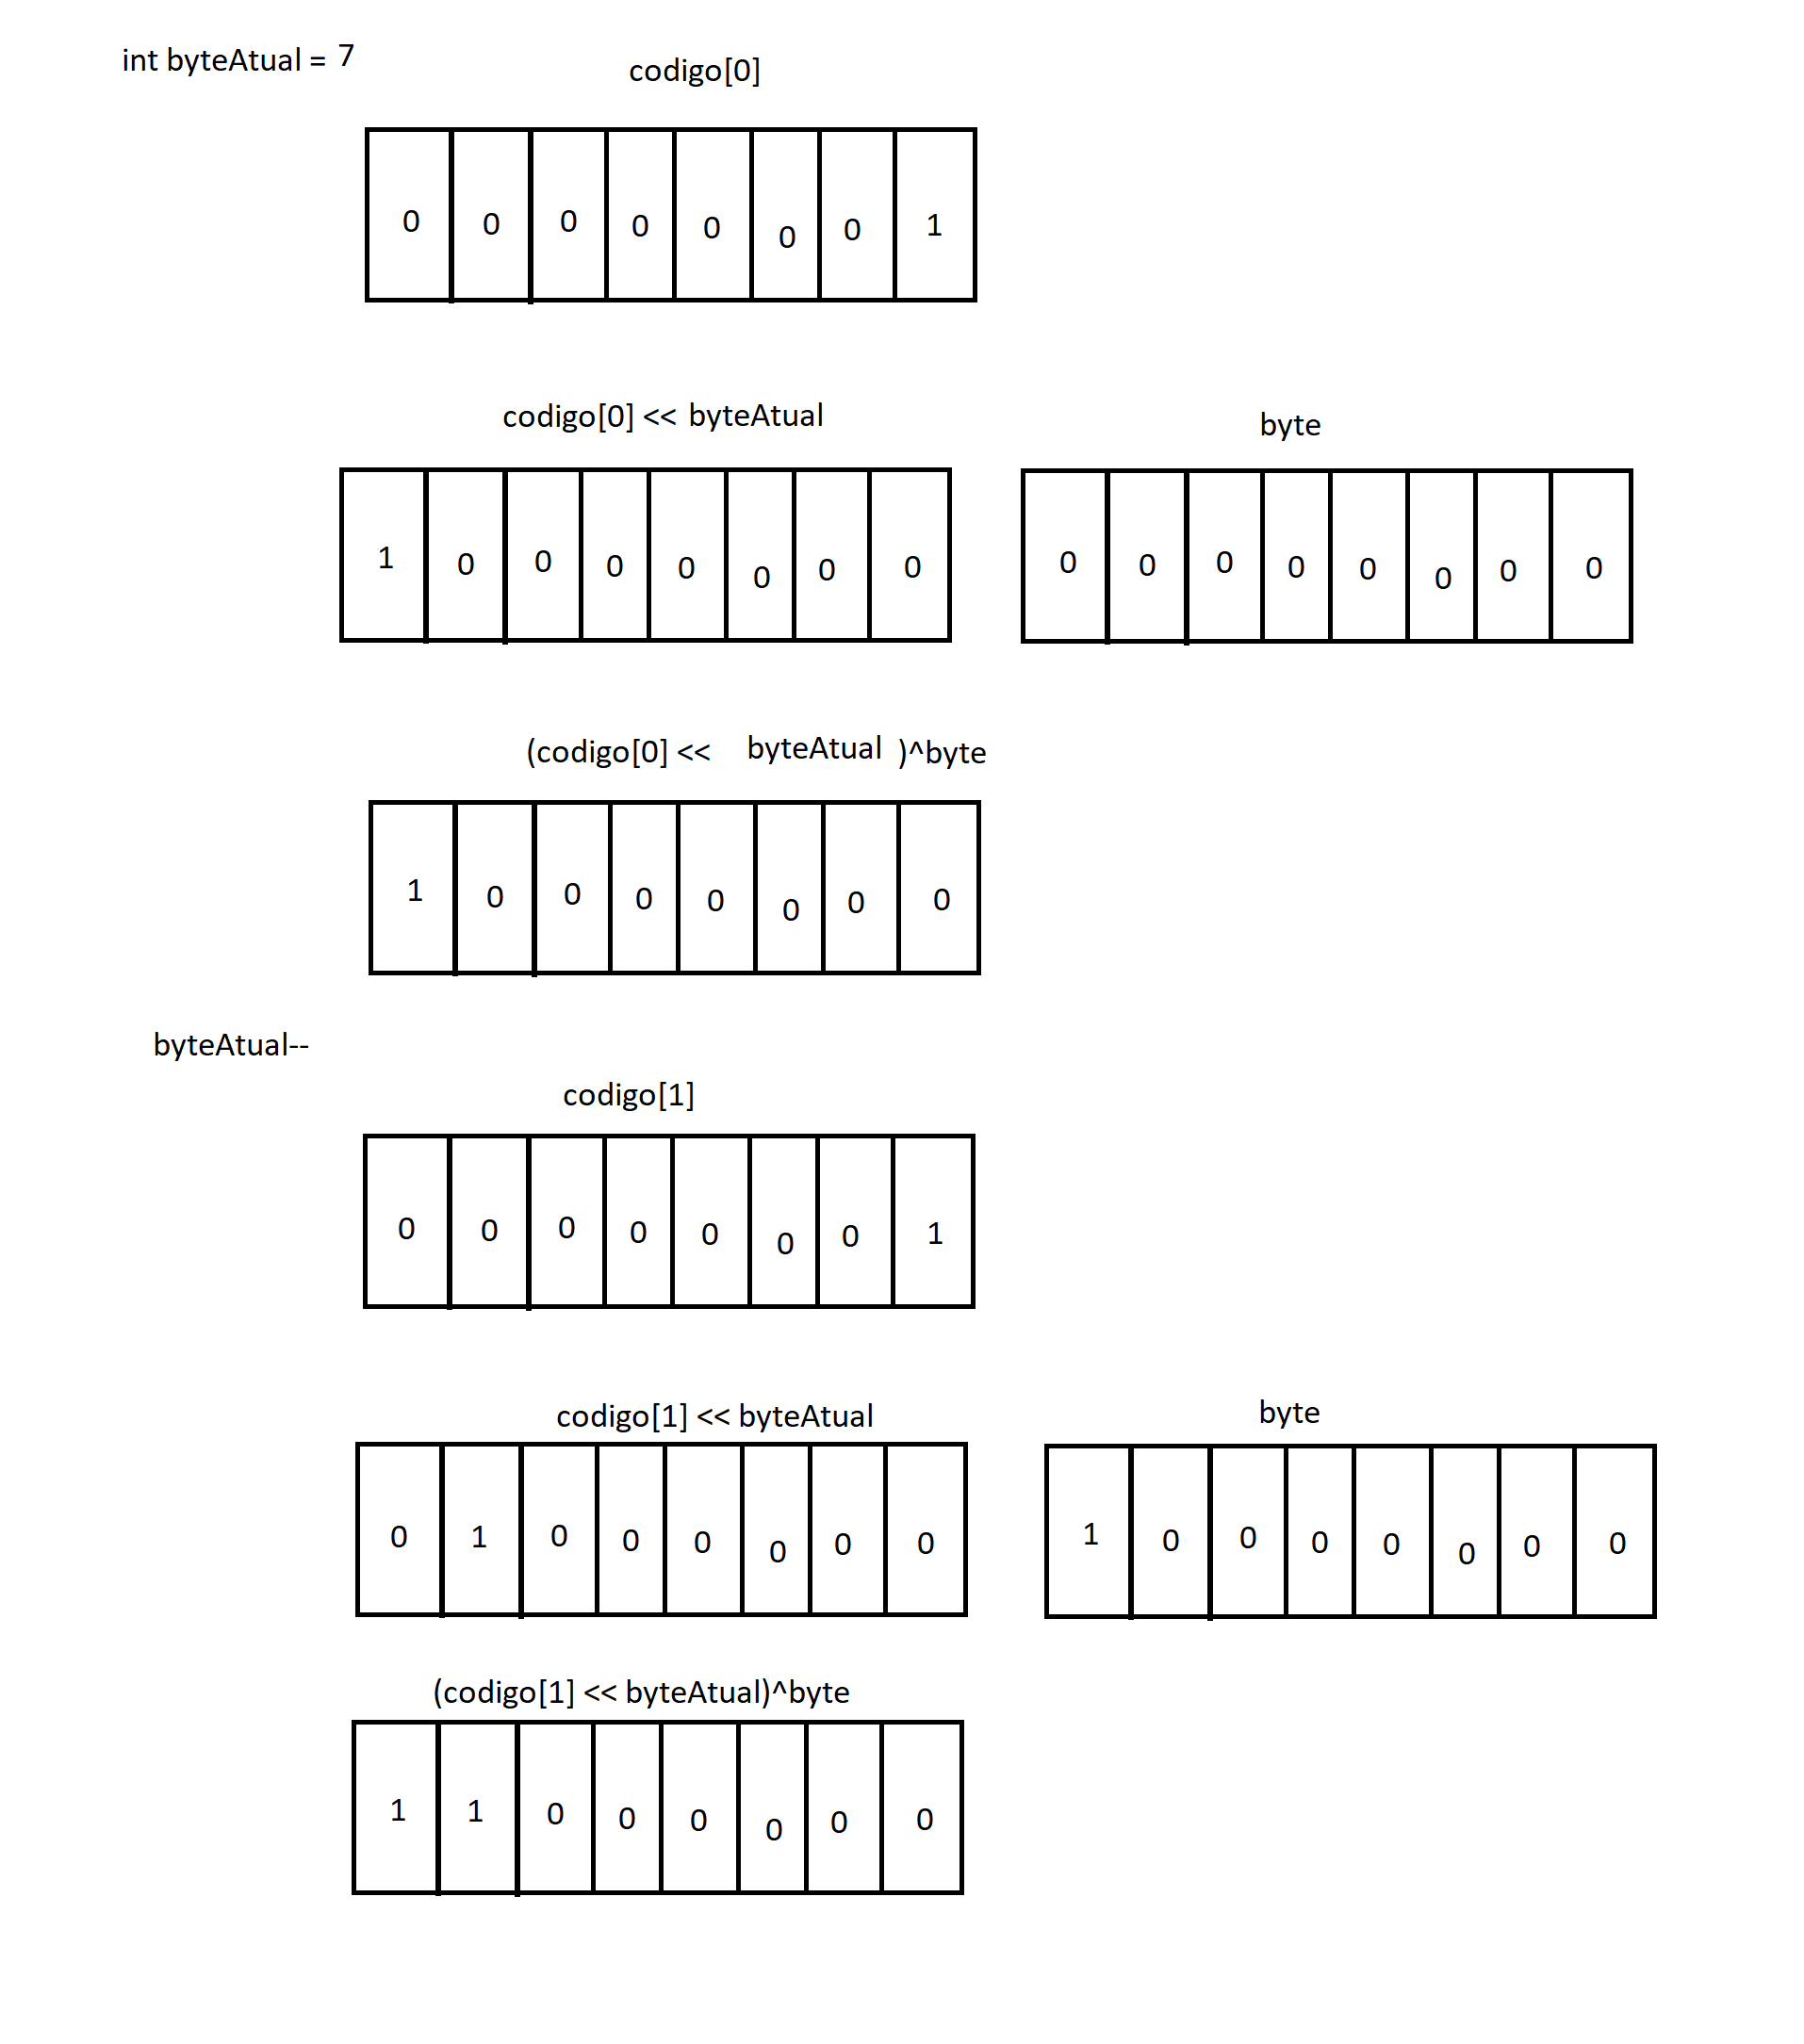 int byteAtual = 7
codigo[0]
0 0 0 0 0 0 0 1
codigo[0] << byteAtual
byte
1 0 0 0 0 0 0 0
0 0 0 0 0 0 0 0
(codigo[0] << byteAtual )^byte
1 0 0 0 0 0 0 0
byteAtual--
codigo[1]
0 0 0 0 0 0 0 1
codigo[1] << byteAtual
byte
0 1 0 0 0 0 0 0
1 0 0 0 0 0 0 0
(codigo[1] << byteAtual)^byte
1 1 0 0 0 0 0 0